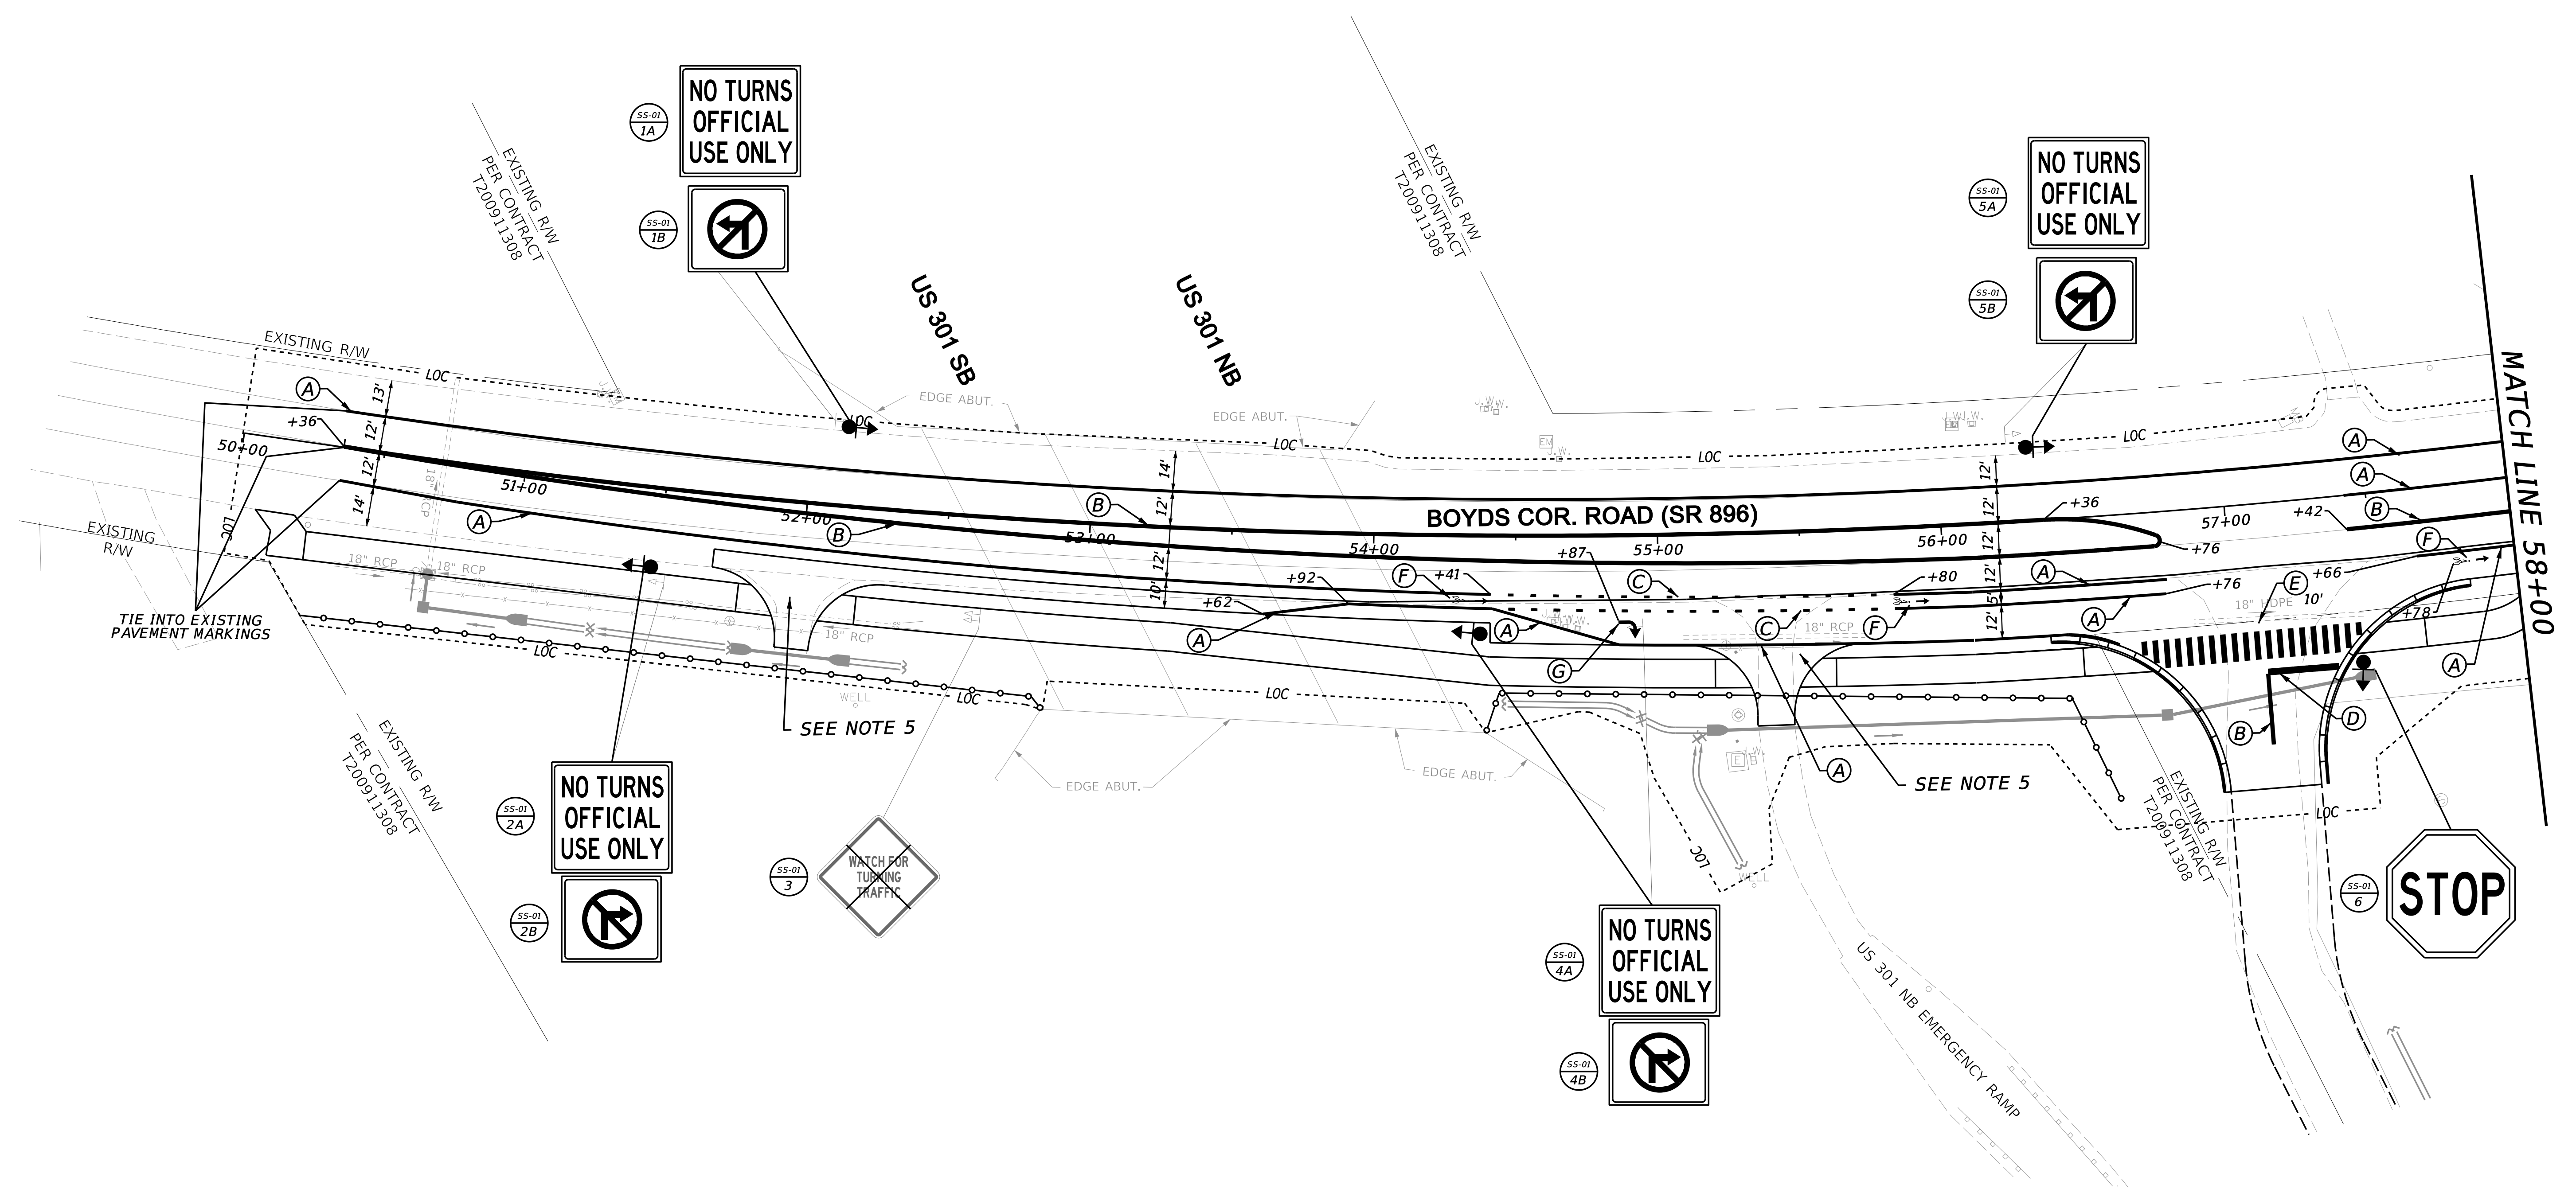 NO TURNS
OFFICIAL
USE ONLY
SS-01
1A
SS-01
1B
NO TURNS
OFFICIAL
USE ONLY
SS-01
5A
SS-01
5B
EXISTING R/W
PER CONTRACT
T200911308
EXISTING R/W
PER CONTRACT
T200911308
US 301 SB
US 301 NB
MATCH LINE 58+00
EXISTING R/W
LOC
LOC
LOC
LOC
LOC
EDGE ABUT.
EDGE ABUT.
J.W.
J.W.
EM
J.W.
J.W.
J.W.
EM
A
13'
12'
12'
14'
+36
50+00
LOC
EXISTING
R/W
18" RCP
18" RCP
18" RCP
A
51+00
52+00
B
53+00
B
14'
12'
12'
10'
BOYDS COR. ROAD (SR 896)
54+00
55+00
56+00
57+00
12'
12'
12'
12'
5'
12'
+36
+76
+42
A
A
B
F
+87
+92
F
+41
C
+80
A
+76
E
+66
10'
18" HDPE
+78
+62
A
A
G
C
F
A
A
18" RCP
18" RCP
J.W.
J.W.
TIE INTO EXISTING
PAVEMENT MARKINGS
LOC
WELL
LOC
LOC
SEE NOTE 5
EDGE ABUT.
EDGE ABUT.
J.W.
E
A
SEE NOTE 5
B
D
LOC
LOC
WELL
EXISTING R/W
PER CONTRACT
T200911308
EXISTING R/W
PER CONTRACT
T200911308
NO TURNS
OFFICIAL
USE ONLY
SS-01
2A
SS-01
2B
WATCH FOR
TURNING
TRAFFIC
SS-01
3
NO TURNS
OFFICIAL
USE ONLY
SS-01
4A
SS-01
4B
US 301 NB EMERGENCY RAMP
STOP
SS-01
6